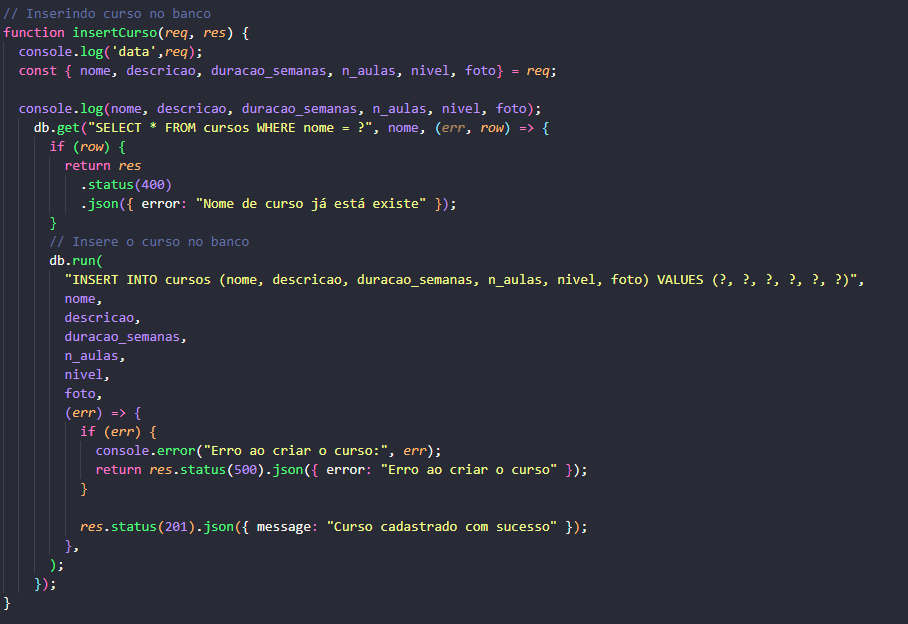 // Inserindo curso no banco
function insertCurso(req, res) {
  console.log('data',req);
  const { nome, descricao, duracao_semanas, n_aulas, nivel, foto} = req;

  console.log(nome, descricao, duracao_semanas, n_aulas, nivel, foto);
    db.get("SELECT * FROM cursos WHERE nome = ?", nome, (err, row) => {
      if (row) {
        return res
          .status(400)
          .json({ error: "Nome de curso já está existe" });
      }
      // Insere o curso no banco
      db.run(
        "INSERT INTO cursos (nome, descricao, duracao_semanas, n_aulas, nivel, foto) VALUES (?, ?, ?, ?, ?, ?)",
        nome,
        descricao,
        duracao_semanas,
        n_aulas,
        nivel,
        foto,
        (err) => {
          if (err) {
            console.error("Erro ao criar o curso:", err);
            return res.status(500).json({ error: "Erro ao criar o curso" });
          }

          res.status(201).json({ message: "Curso cadastrado com sucesso" });
        },
      );
    });
}